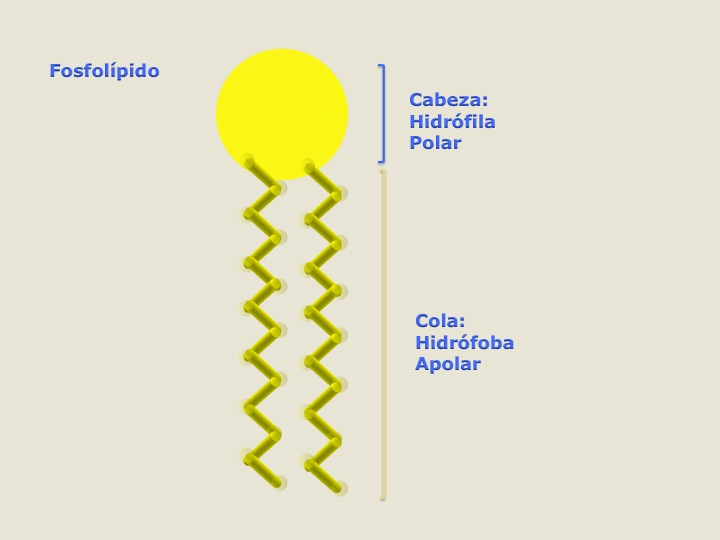 Fosfolípido
Cabeza:
Hidrófila
Polar
Cola:
Hidrófoba
Apolar